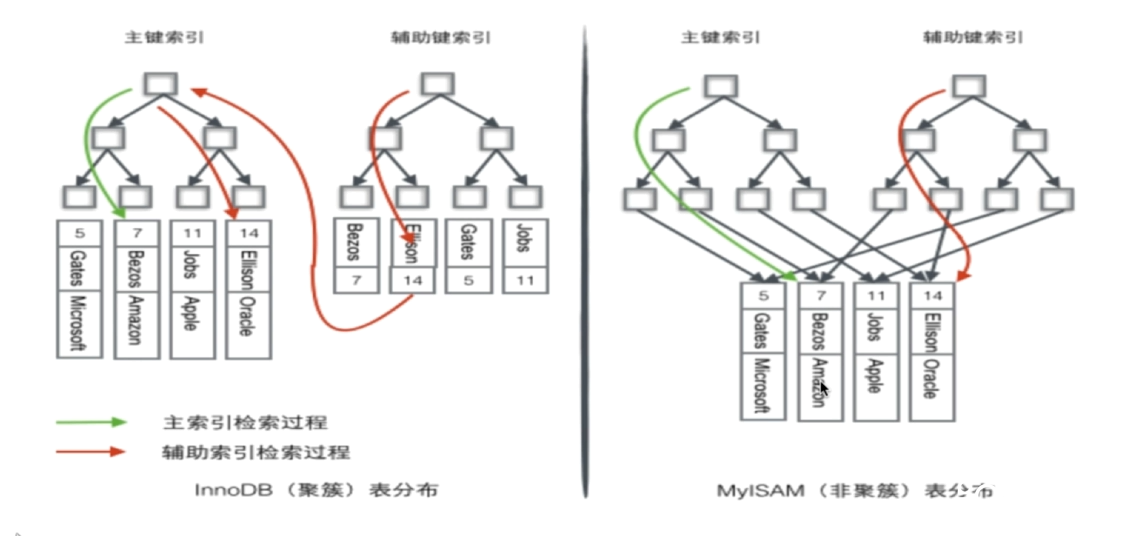 主键索引
辅助键索引
5
Gates Microsoft
7
Bezos Amazon
11
Jobs Apple
14
Ellison Oracle
Bezos
7
Ellison
14
Gates
5
Jobs
11
主索引检索过程
辅助索引检索过程
InnoDB（聚簇）表分布
主键索引
辅助键索引
5
Gates Microsoft
7
Bezos Amazon
11
Jobs Apple
14
Ellison Oracle
MyISAM（非聚簇）表分布